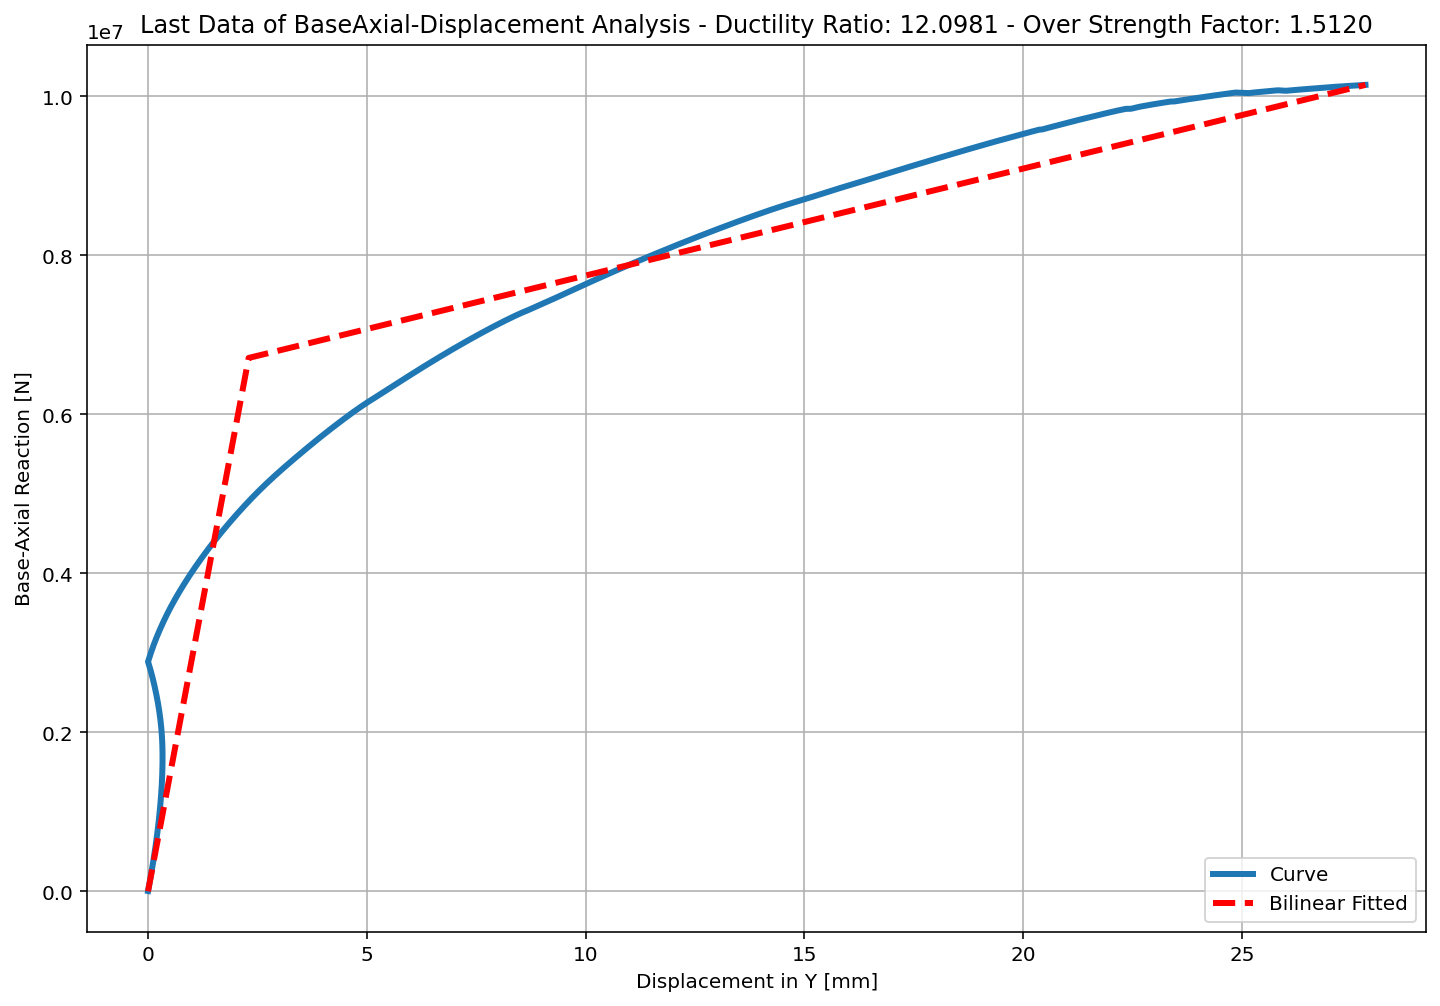 Last Data of BaseAxial-Displacement Analysis - Ductility Ratio: 12.0981 - Over Strength Factor: 1.5120
1e7
1.0
0.8
0.6
0.4
0.2
0.0
Base-Axial Reaction [N]
0 5 10 15 20 25
Displacement in Y [mm]
Curve
Bilinear Fitted